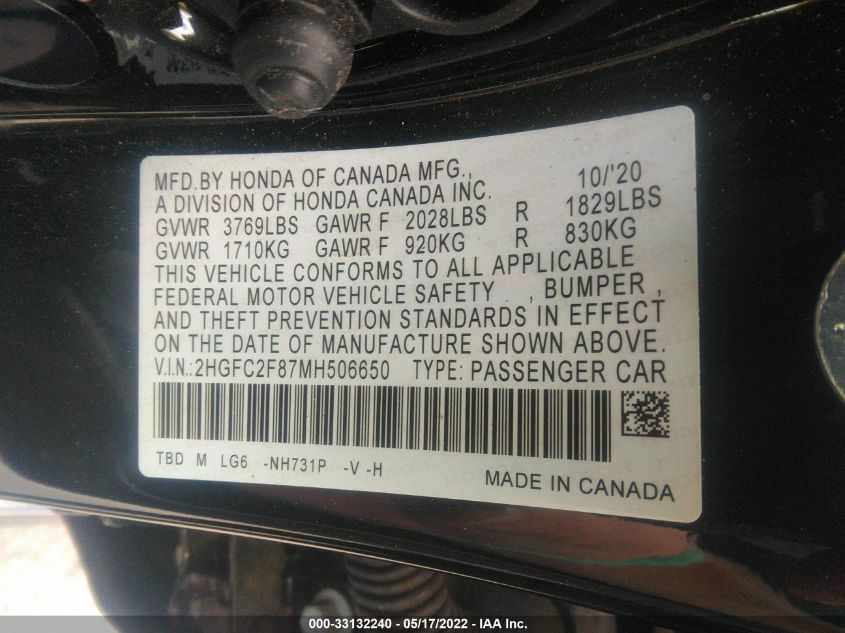 MFD.BY HONDA OF CANADA MFG., 10/'20
A DIVISION OF HONDA CANADA INC.
GVWR 3769LBS GAWR F 2028LBS R 1829LBS
GVWR 1710KG GAWR F 920KG R 830KG
THIS VEHICLE CONFORMS TO ALL APPLICABLE
FEDERAL MOTOR VEHICLE SAFETY , BUMPER ,
AND THEFT PREVENTION STANDARDS IN EFFECT
ON THE DATE OF MANUFACTURE SHOWN ABOVE.
V.I.N.:2HGFC2F87MH506650 TYPE: PASSENGER CAR
TBD M LG6 -NH731P -V -H
MADE IN CANADA
000-33132240 - 05/17/2022 - IAA Inc.